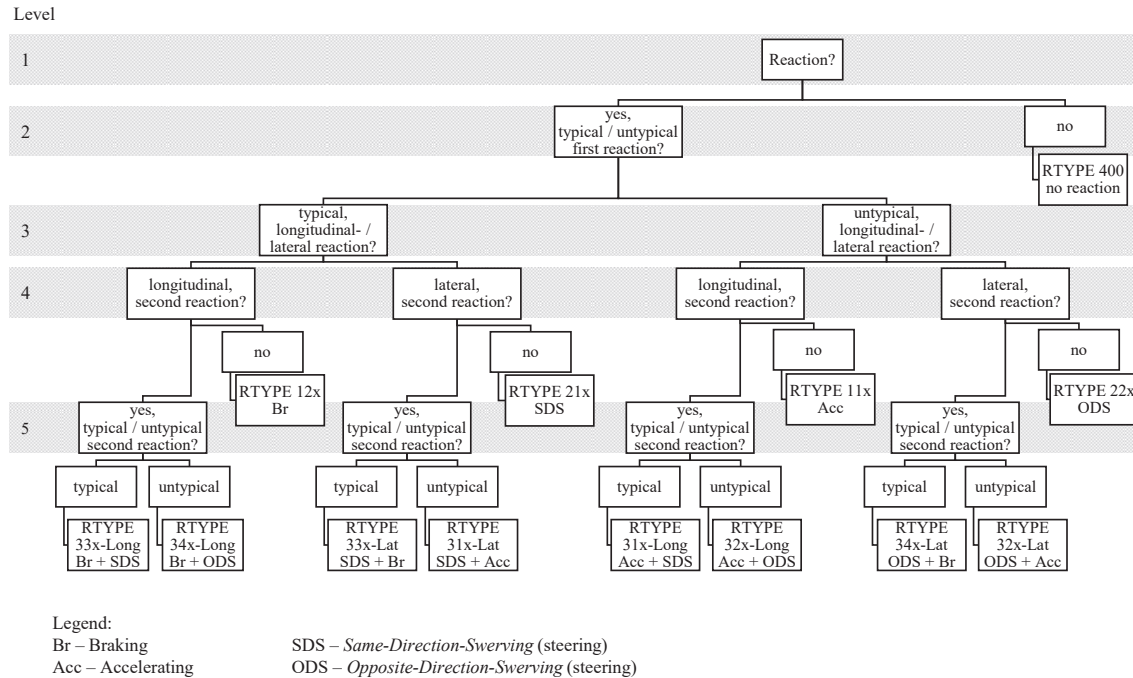 Level
1
Reaction?
2
yes,
typical / untypical
first reaction?
no
RTYPE 400
no reaction
3
typical,
longitudinal- /
lateral reaction?
untypical,
longitudinal- /
lateral reaction?
4
longitudinal,
second reaction?
lateral,
second reaction?
longitudinal,
second reaction?
lateral,
second reaction?
no
RTYPE 12x
Br
no
RTYPE 21x
SDS
no
RTYPE 11x
Acc
no
RTYPE 22x
ODS
5
yes,
typical / untypical
second reaction?
yes,
typical / untypical
second reaction?
yes,
typical / untypical
second reaction?
yes,
typical / untypical
second reaction?
typical
untypical
typical
untypical
typical
untypical
typical
untypical
RTYPE
33x-Long
Br + SDS
RTYPE
34x-Long
Br + ODS
RTYPE
33x-Lat
SDS + Br
RTYPE
31x-Lat
SDS + Acc
RTYPE
31x-Long
Acc + SDS
RTYPE
32x-Long
Acc + ODS
RTYPE
34x-Lat
ODS + Br
RTYPE
32x-Lat
ODS + Acc
Legend:
Br – Braking
SDS – Same-Direction-Swerving (steering)
Acc – Accelerating
ODS – Opposite-Direction-Swerving (steering)